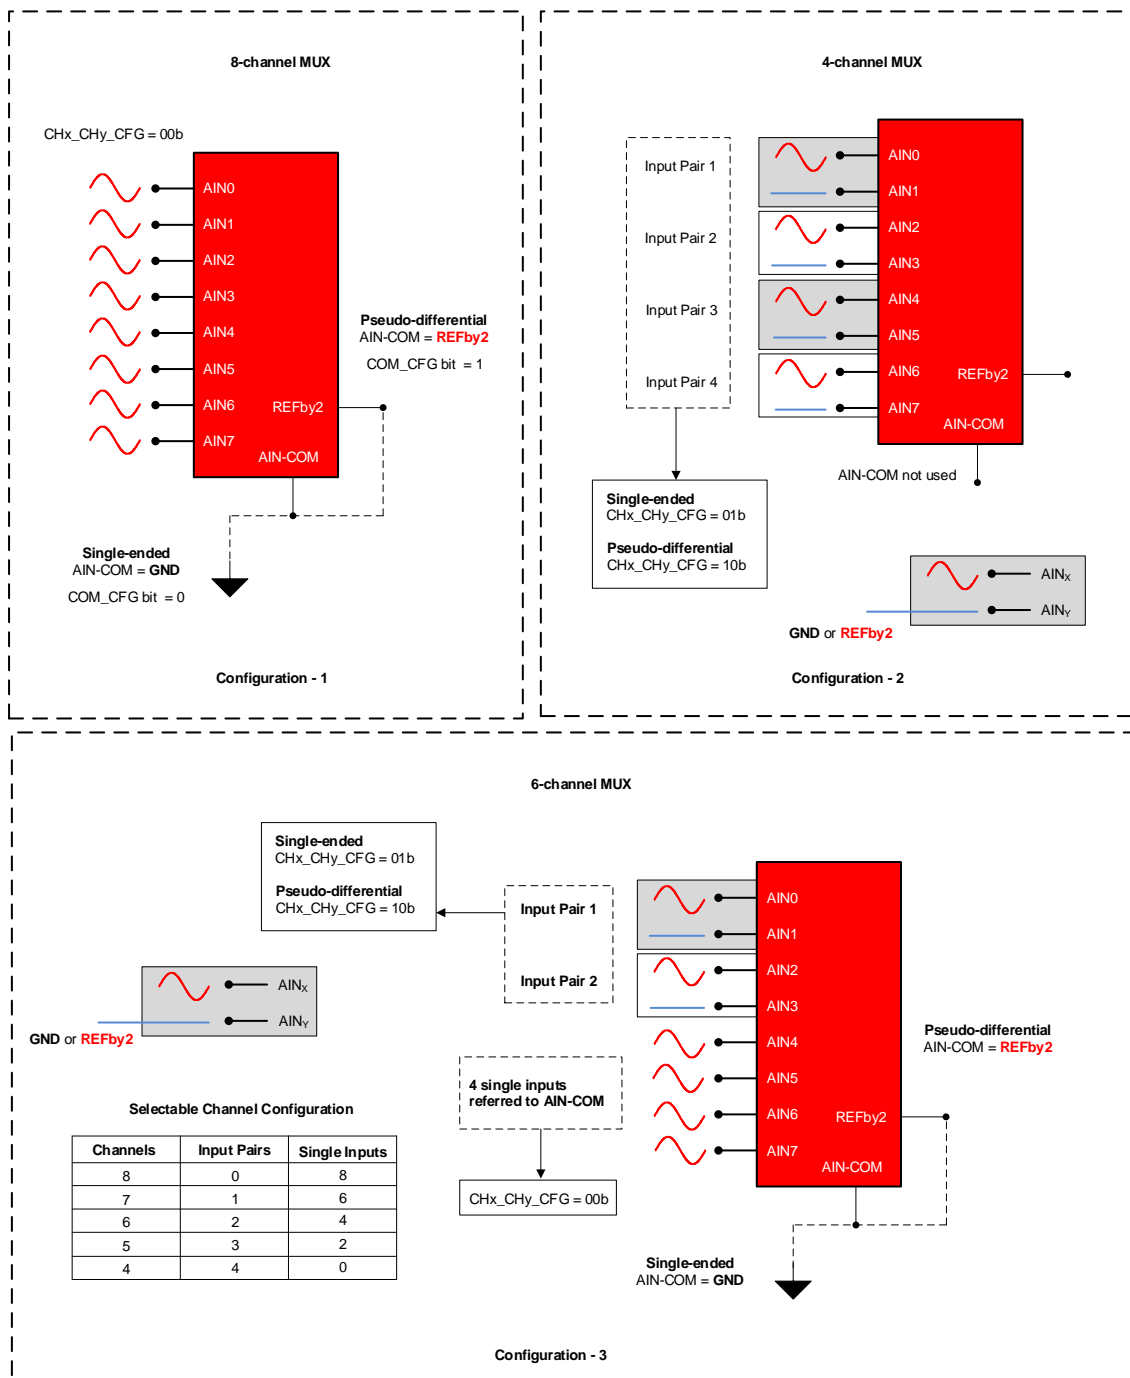 8-channel MUX
CHx_CHy_CFG = 00b
AIN0
AIN1
AIN2
AIN3
AIN4
AIN5
AIN6
AIN7
REFby2
AIN-COM
Pseudo-differential
AIN-COM = REFby2
COM_CFG bit = 1
Single-ended
AIN-COM = GND
COM_CFG bit = 0
Configuration - 1
4-channel MUX
Input Pair 1
Input Pair 2
Input Pair 3
Input Pair 4
AIN0
AIN1
AIN2
AIN3
AIN4
AIN5
AIN6
AIN7
REFby2
AIN-COM
AIN-COM not used
Single-ended
CHx_CHy_CFG = 01b
Pseudo-differential
CHx_CHy_CFG = 10b
AINX
AINY
GND or REFby2
Configuration - 2
6-channel MUX
Single-ended
CHx_CHy_CFG = 01b
Pseudo-differential
CHx_CHy_CFG = 10b
Input Pair 1
Input Pair 2
AINX
AINY
GND or REFby2
4 single inputs
referred to AIN-COM
CHx_CHy_CFG = 00b
AIN0
AIN1
AIN2
AIN3
AIN4
AIN5
AIN6
AIN7
REFby2
AIN-COM
Pseudo-differential
AIN-COM = REFby2
Single-ended
AIN-COM = GND
Selectable Channel Configuration
Channels Input Pairs Single Inputs
8 0 8
7 1 6
6 2 4
5 3 2
4 4 0
Configuration - 3